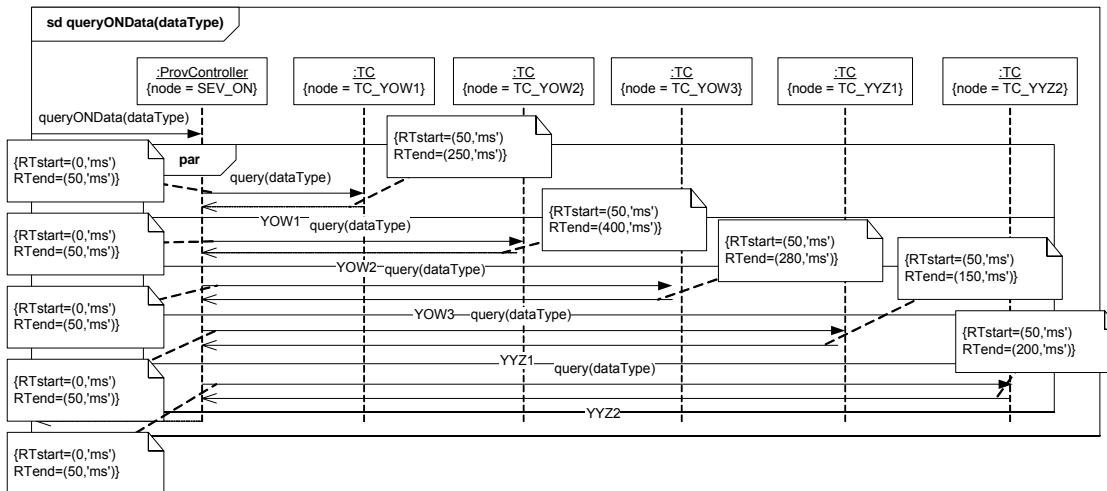 sd queryONData(dataType)
:ProvController
{node = SEV_ON}
:TC
{node = TC_YOW1}
:TC
{node = TC_YOW2}
:TC
{node = TC_YOW3}
:TC
{node = TC_YYZ1}
:TC
{node = TC_YYZ2}
queryONData(dataType)
{RTstart=(0,'ms')
RTend=(50,'ms')}
par
{RTstart=(50,'ms')
RTend=(250,'ms')}
query(dataType)
YOW1
{RTstart=(0,'ms')
RTend=(50,'ms')}
query(dataType)
{RTstart=(50,'ms')
RTend=(400,'ms')}
YOW2
{RTstart=(0,'ms')
RTend=(50,'ms')}
query(dataType)
{RTstart=(50,'ms')
RTend=(280,'ms')}
YOW3
{RTstart=(0,'ms')
RTend=(50,'ms')}
query(dataType)
{RTstart=(50,'ms')
RTend=(150,'ms')}
YYZ1
query(dataType)
{RTstart=(50,'ms')
RTend=(200,'ms')}
YYZ2
{RTstart=(0,'ms')
RTend=(50,'ms')}